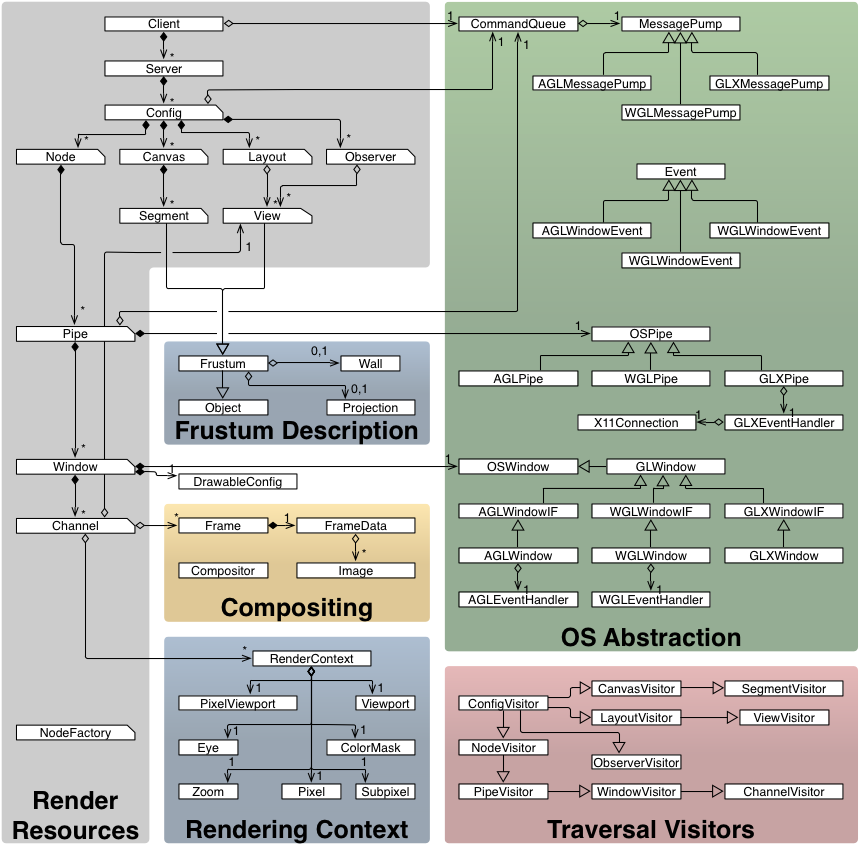 Client
1
CommandQueue
1
MessagePump
*
1
1
Server
*
AGLMessagePump
GLXMessagePump
Config
WGLMessagePump
*
*
*
*
Node
Canvas
Layout
Observer
Event
*
*
*
Segment
View
AGLWindowEvent
WGLWindowEvent
1
WGLWindowEvent
*
Pipe
1
OSPipe
0,1
Frustum
Wall
AGLPipe
WGLPipe
GLXPipe
0,1
Object
Projection
1
1
X11Connection
GLXEventHandler
Frustum Description
*
1
Window
1
OSWindow
GLWindow
DrawableConfig
*
AGLWindowIF
WGLWindowIF
GLXWindowIF
Channel
*
Frame
1
FrameData
*
AGLWindow
WGLWindow
GLXWindow
Compositor
Image
1
1
AGLEventHandler
WGLEventHandler
Compositing
OS Abstraction
*
RenderContext
1
1
PixelViewport
Viewport
CanvasVisitor
SegmentVisitor
ConfigVisitor
LayoutVisitor
ViewVisitor
NodeFactory
1
1
Eye
ColorMask
NodeVisitor
ObserverVisitor
1
1
1
Zoom
Pixel
Subpixel
PipeVisitor
WindowVisitor
ChannelVisitor
Render
Resources
Rendering Context
Traversal Visitors